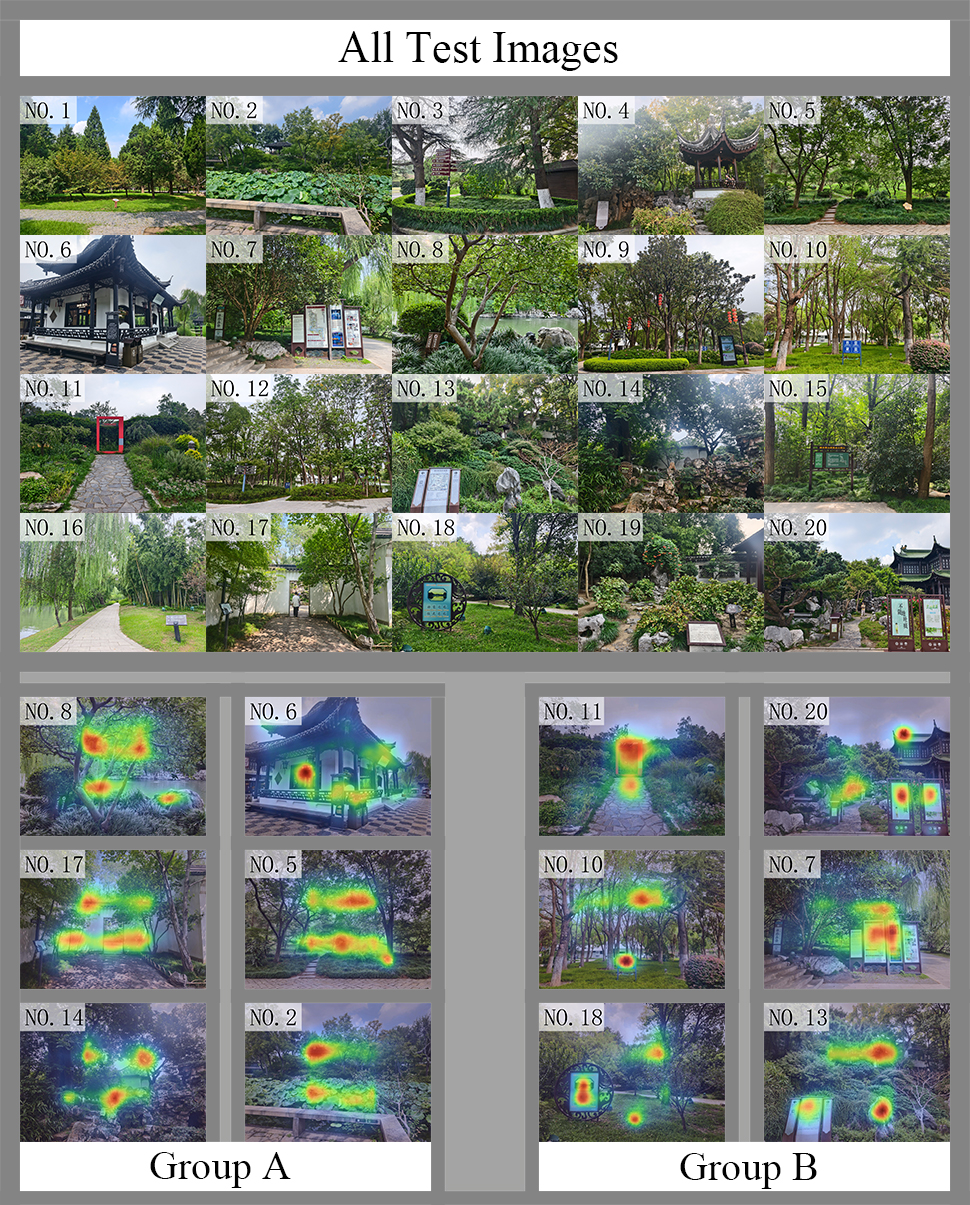 All Test Images
NO.1 NO.2 NO.3 NO.4 NO.5
NO.6 NO.7 NO.8 NO.9 NO.10
NO.11 NO.12 NO.13 NO.14 NO.15
NO.16 NO.17 NO.18 NO.19 NO.20
NO.8 NO.6 NO.11 NO.20
NO.17 NO.5 NO.10 NO.7
NO.14 NO.2 NO.18 NO.13
Group A Group B